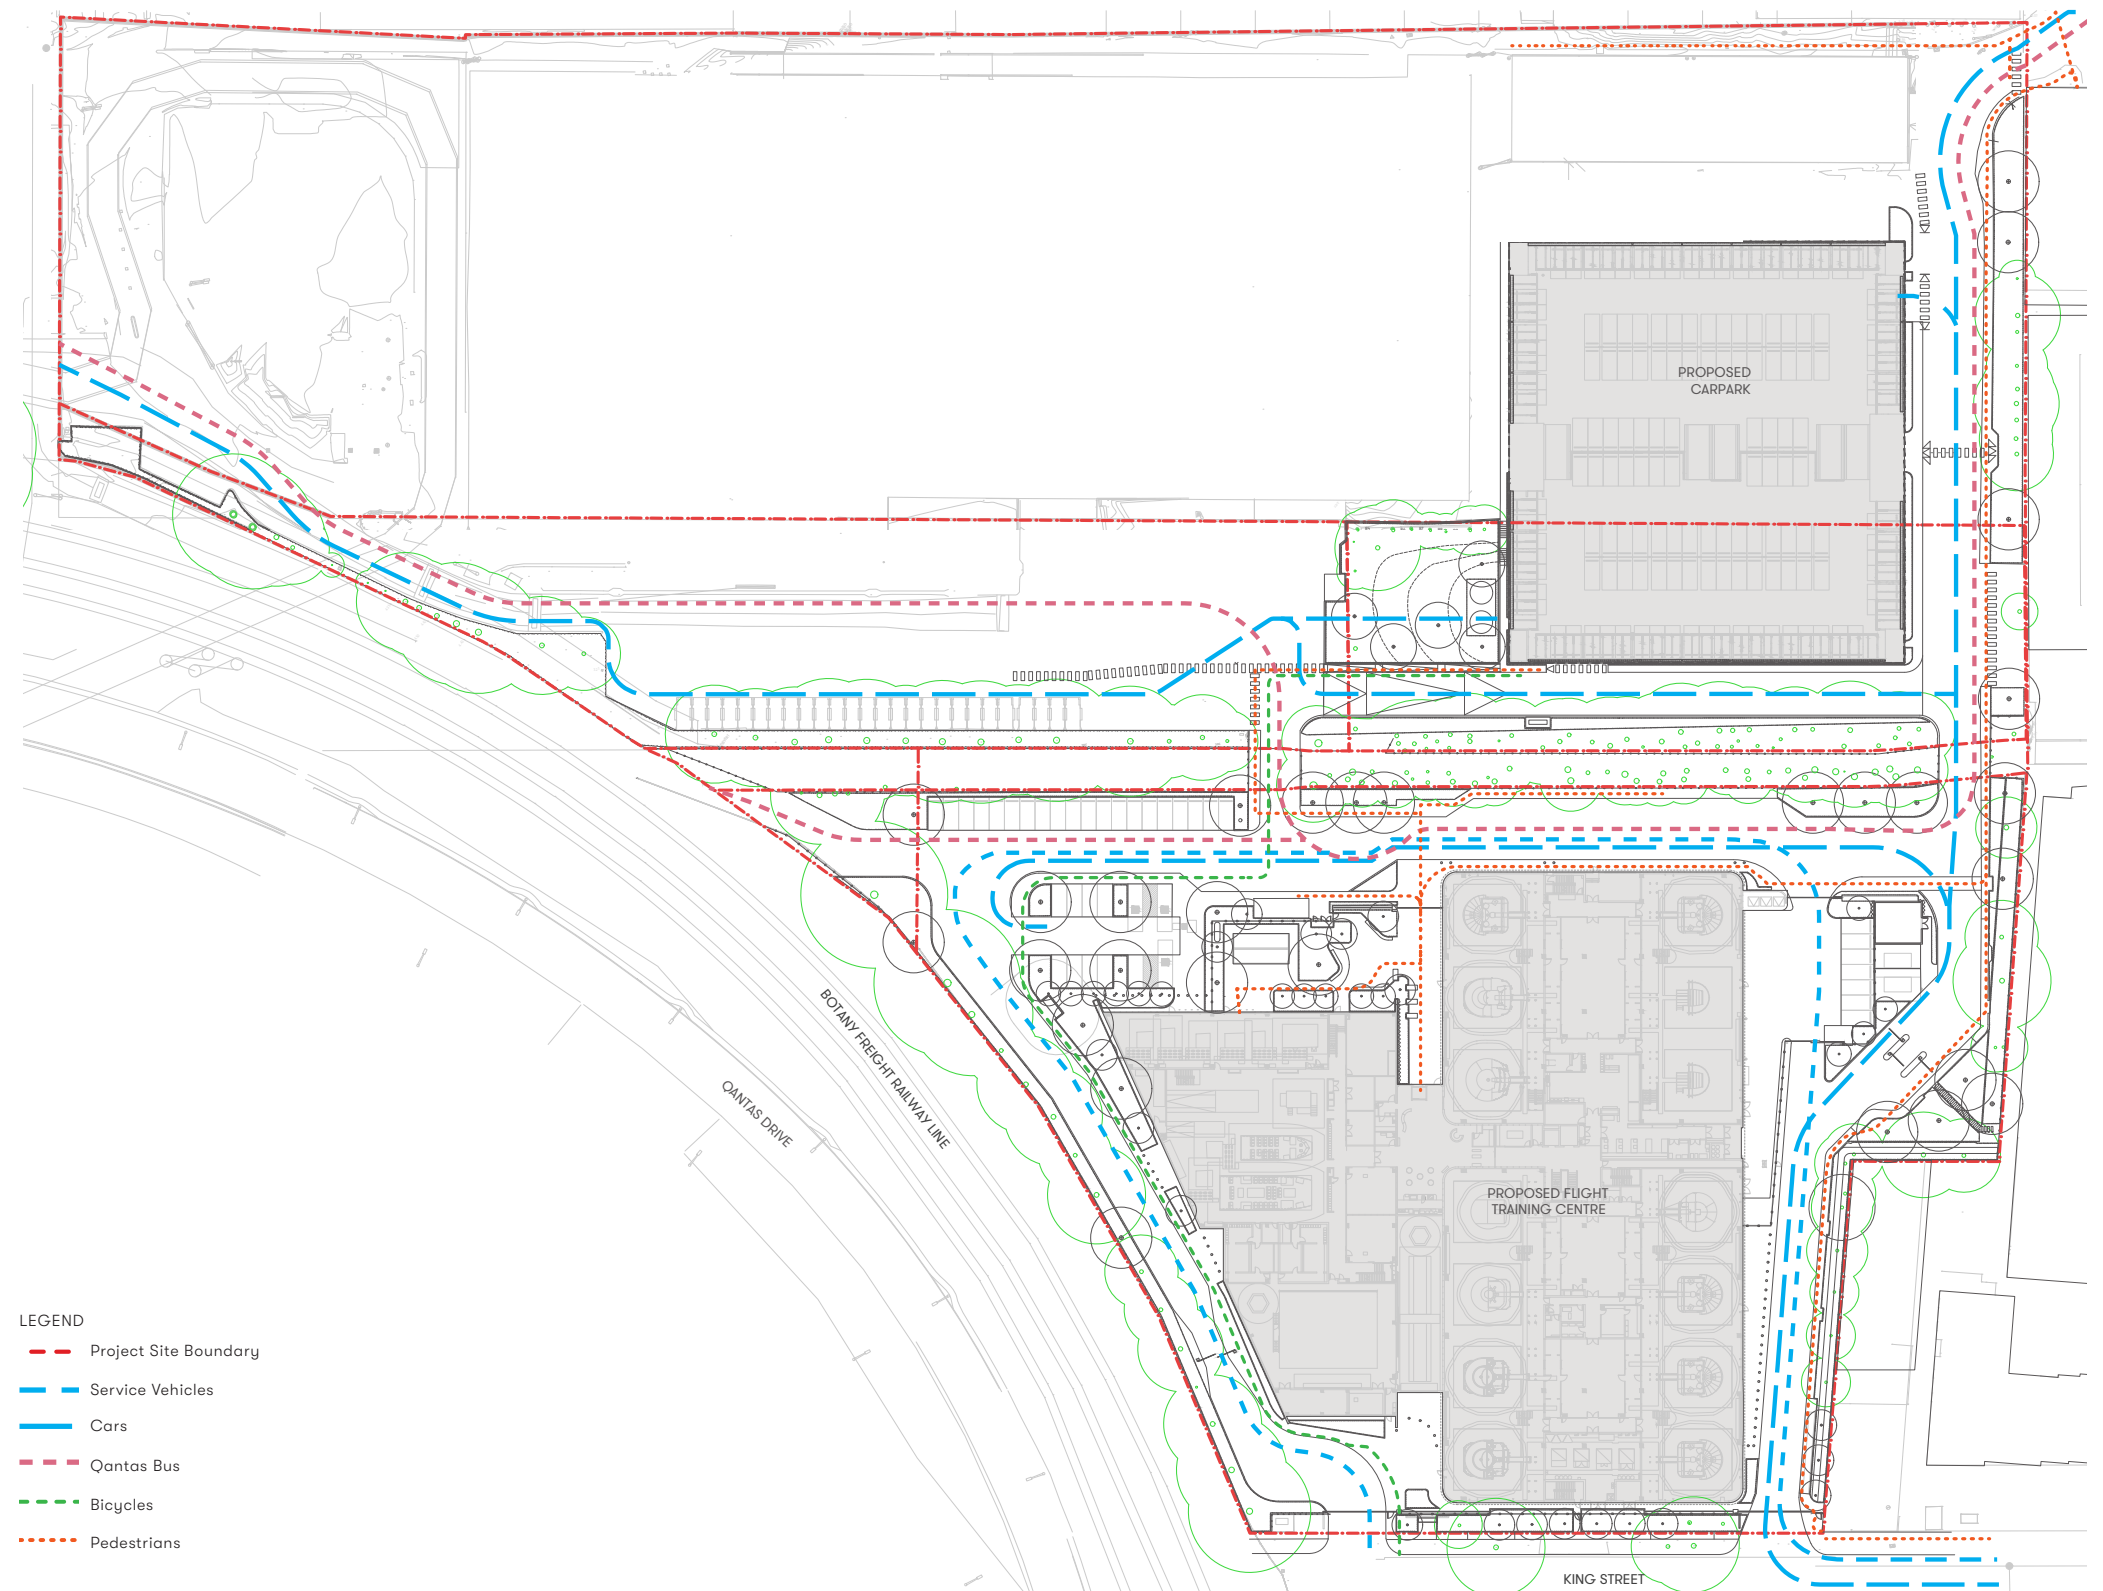 PROPOSED
CARPARK
BOTANY FREIGHT RAILWAY LINE
QANTAS DRIVE
PROPOSED FLIGHT
TRAINING CENTRE
LEGEND
Project Site Boundary
Service Vehicles
Cars
Qantas Bus
Bicycles
Pedestrians
KING STREET